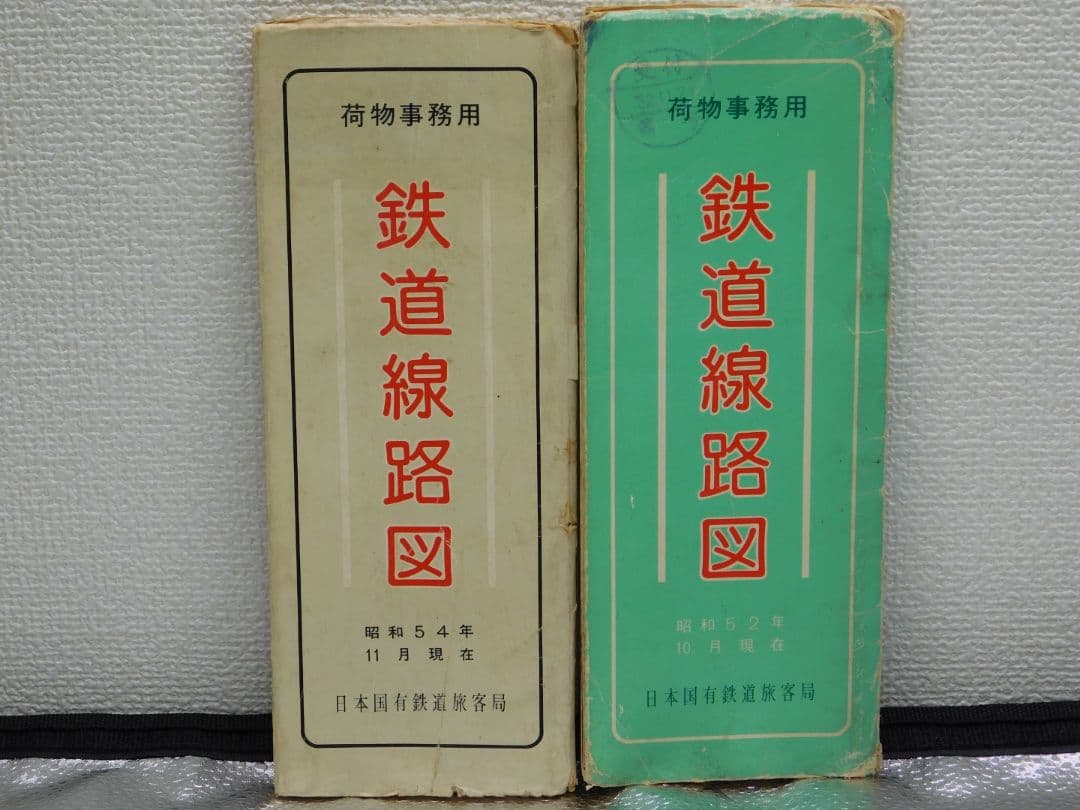 荷物事務用
鉄道線路図
昭和54年
11月現在
日本国有鉄道旅客局
荷物事務用
鉄道線路図
昭和52年
10月現在
日本国有鉄道旅客局